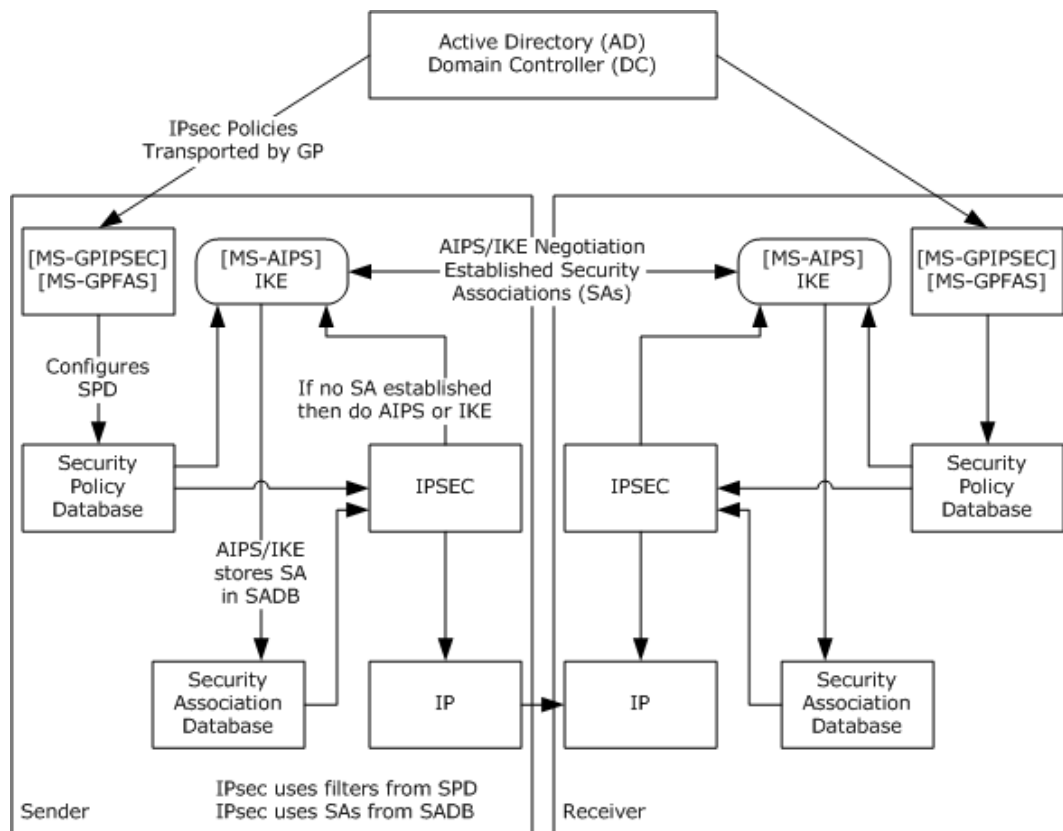 Active Directory (AD)
Domain Controller (DC)
IPsec Policies
Transported by GP
[MS-GPIPSEC]
[MS-GPFAS]
[MS-AIPS]
IKE
AIPS/IKE Negotiation
Established Security
Associations (SAs)
[MS-AIPS]
IKE
[MS-GPIPSEC]
[MS-GPFAS]
Configures
SPD
If no SA established
then do AIPS or IKE
Security
Policy
Database
IPSEC
IPSEC
Security
Policy
Database
AIPS/IKE
stores SA
in SADB
Security
Association
Database
IP
IP
Security
Association
Database
IPsec uses filters from SPD
IPsec uses SAs from SADB
Sender
Receiver